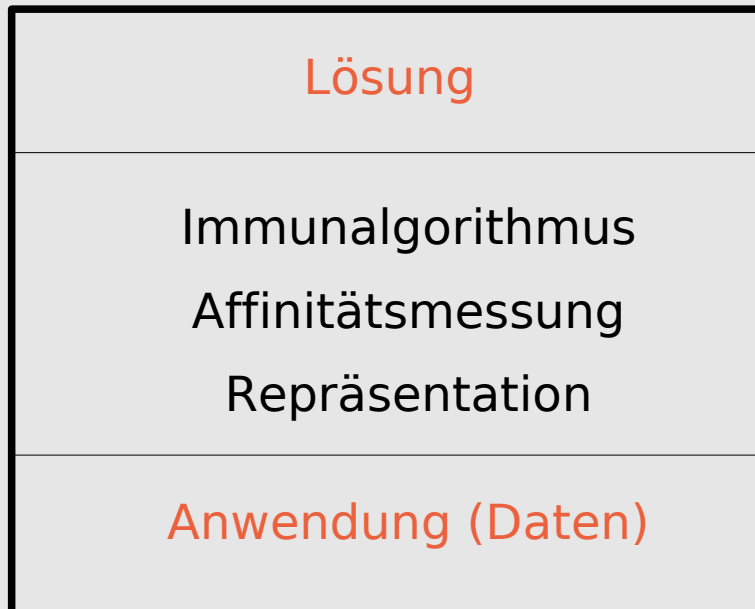 Lösung
Immunalgorithmus
Affinitätsmessung
Repräsentation
Anwendung (Daten)